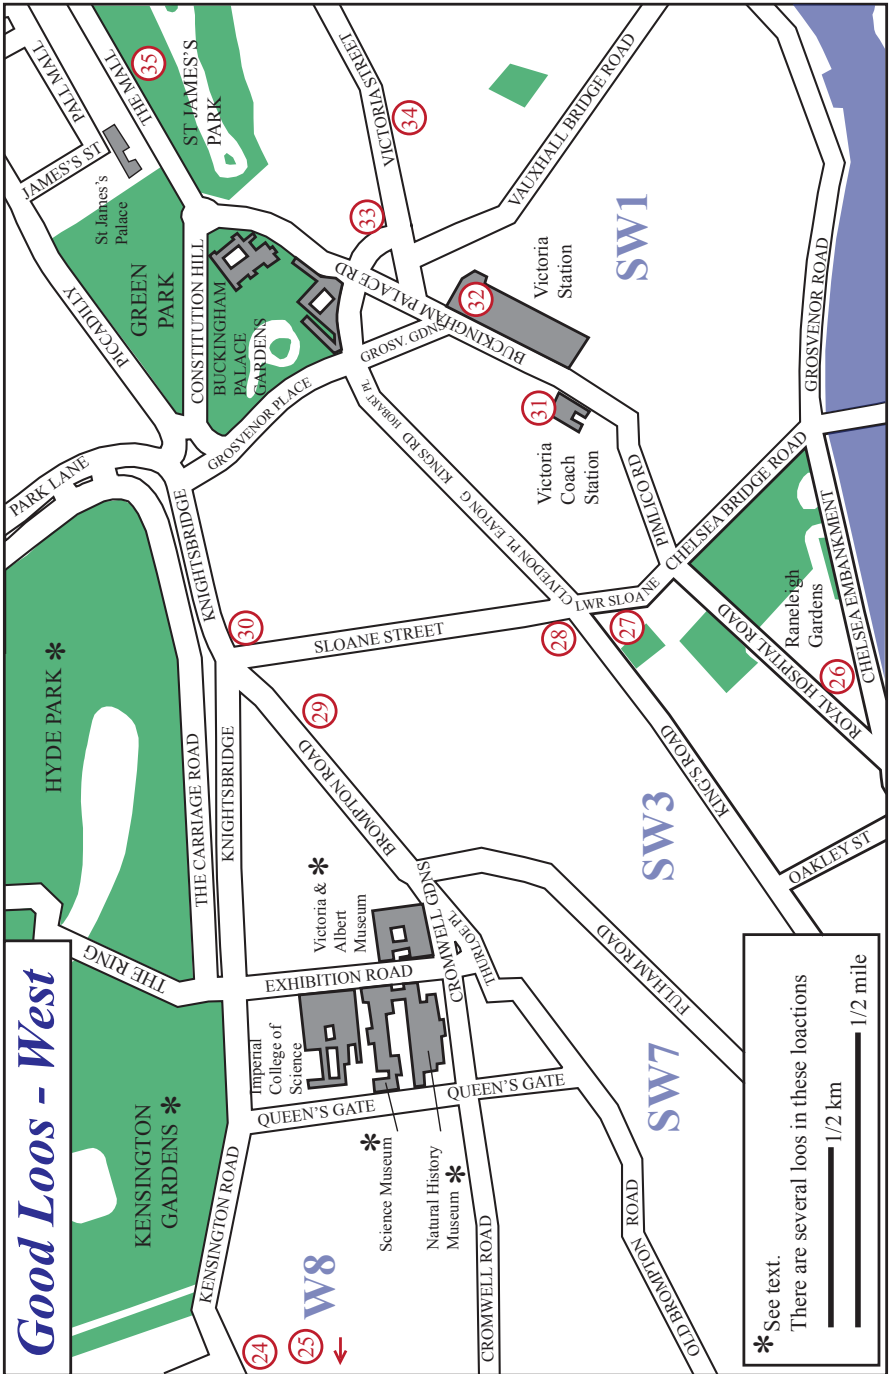 Good Loos - West
KENSINGTON
GARDENS *
HYDE PARK *
THE RING
PARK LANE
PICCADILLY
JAMES'S ST
PALL MALL
THE MALL
35
ST JAMES'S
PARK
St James's
Palace
GREEN
PARK
CONSTITUTION HILL
BUCKINGHAM
PALACE
GARDENS
GROSVENOR PLACE
THE CARRIAGE ROAD
KNIGHTSBRIDGE
KNIGHTSBRIDGE
30
KENSINGTON ROAD
24
25
W8
QUEEN'S GATE
Imperial
College of
Science
EXHIBITION ROAD
Victoria & *
Albert
Museum
BROMPTON ROAD
29
SLOANE STREET
*
Science Museum
Natural History
Museum *
CROMWELL ROAD
QUEEN'S GATE
CROMWELL GDNS
THURLOE PL
HOBART PL
GROSV. GDNS
BUCKINGHAM PALACE RD
33
VICTORIA STREET
VICTORIA STREET
34
KINGS RD
EATON G
CLIVEDON PL
32
Victoria
Station
31
Victoria
Coach
Station
VAUXHALL BRIDGE ROAD
SW1
28
27
LWR SLOANE
PIMLICO RD
CHELSEA BRIDGE ROAD
GROSVENOR ROAD
OLD BROMPTON ROAD
SW7
FULHAM ROAD
SW3
KING'S ROAD
OAKLEY ST
ROYAL HOSPITAL ROAD
26
Raneleigh
Gardens
CHELSEA EMBANKMENT
* See text.
There are several loos in these loactions
1/2 km
1/2 mile